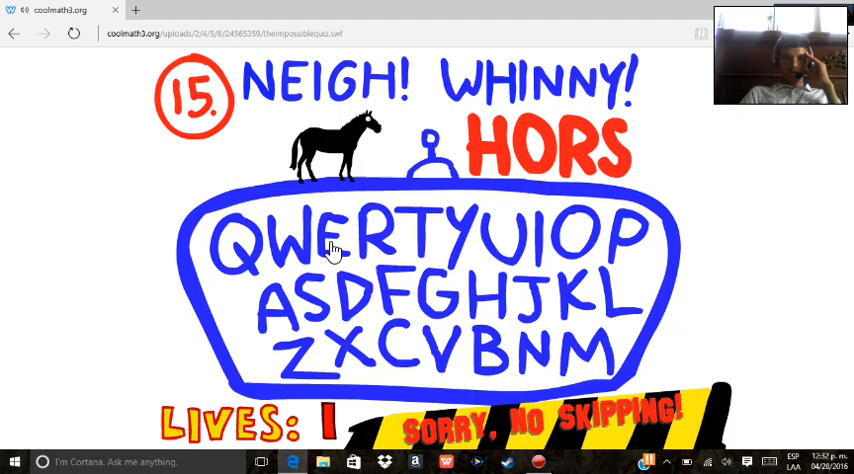 coolmath3.org
coolmath3.org/uploads/2/4/5/6/24565359/theimpossiblequiz.swf
15. NEIGH! WHINNY!
HORS
QWERTYUIOP
ASDFGHJKL
ZXCVBNM
LIVES: 1
SORRY, NO SKIPPING!
I'm Cortana. Ask me anything.
ESP 12:32 p. m.
LAA 04/28/2016